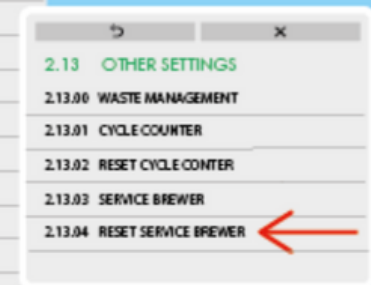 2.13 OTHER SETTINGS
2.13.00 WASTE MANAGEMENT
2.13.01 CYCLE COUNTER
2.13.02 RESET CYCLE CONTER
2.13.03 SERVICE BREWER
2.13.04 RESET SERVICE BREWER